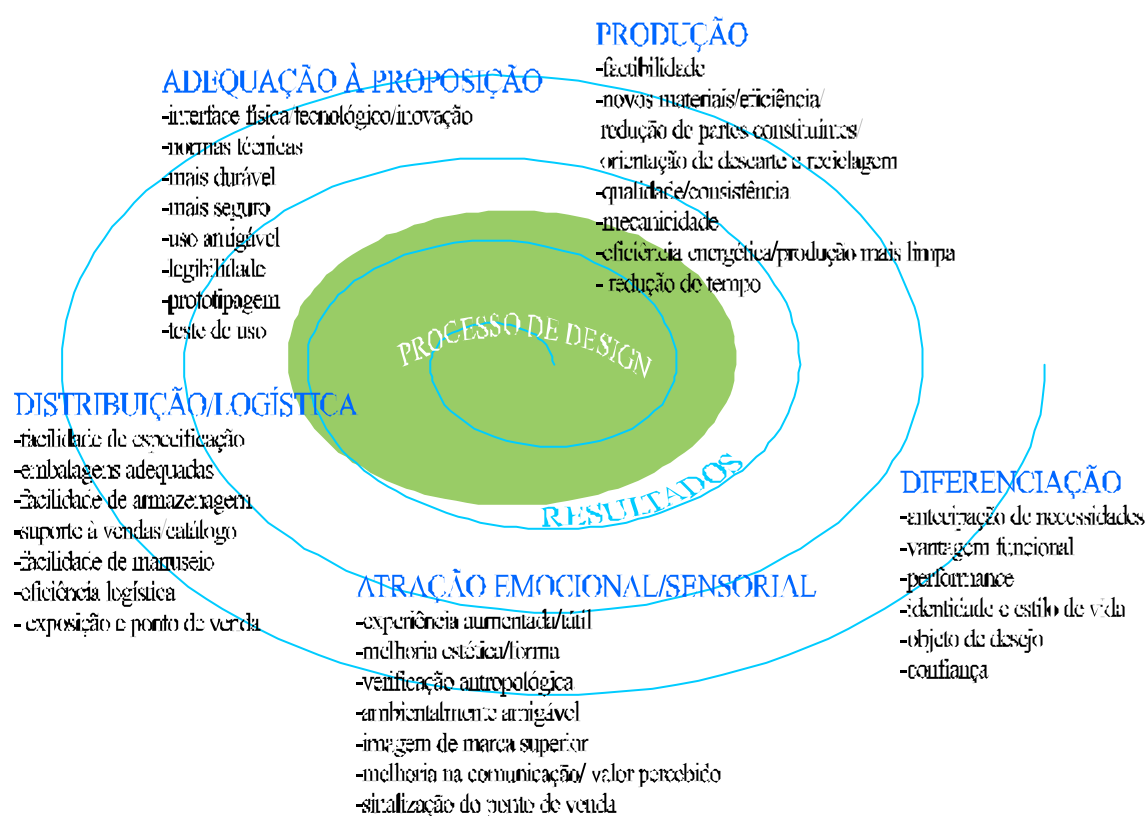 PRODUÇÃO
-factibilidade
-novos materiais/eficiência/
redução de partes constituintes/
orientação de descarte e reciclagem
-qualidade/consistência
-mecanicidade
-eficiência energética/produção mais limpa
- redução do tempo
ADEQUAÇÃO À PROPOSIÇÃO
-interface física/tecnológico/inovação
-normas técnicas
-mais durável
-mais seguro
-uso amigável
-legibilidade
-prototipagem
-teste de uso
PROCESSO DE DESIGN
RESULTADOS
DISTRIBUIÇÃO/LOGÍSTICA
-facilidade de especificação
-embalagens adequadas
-facilidade de armazenagem
-suporte à vendas/catálogo
-facilidade de manuseio
-eficiência logística
- exposição e ponto de venda
ATRAÇÃO EMOCIONAL/SENSORIAL
-experiência aumentada/tátil
-melhoria estética/forma
-verificação antropológica
-ambientalmente amigável
-imagem de marca superior
-melhoria na comunicação/ valor percebido
-sinalização do ponto de venda
DIFERENCIAÇÃO
-antecipação de necessidades
-vantagem funcional
-performance
-identidade e estilo de vida
-objeto de desejo
-confiança